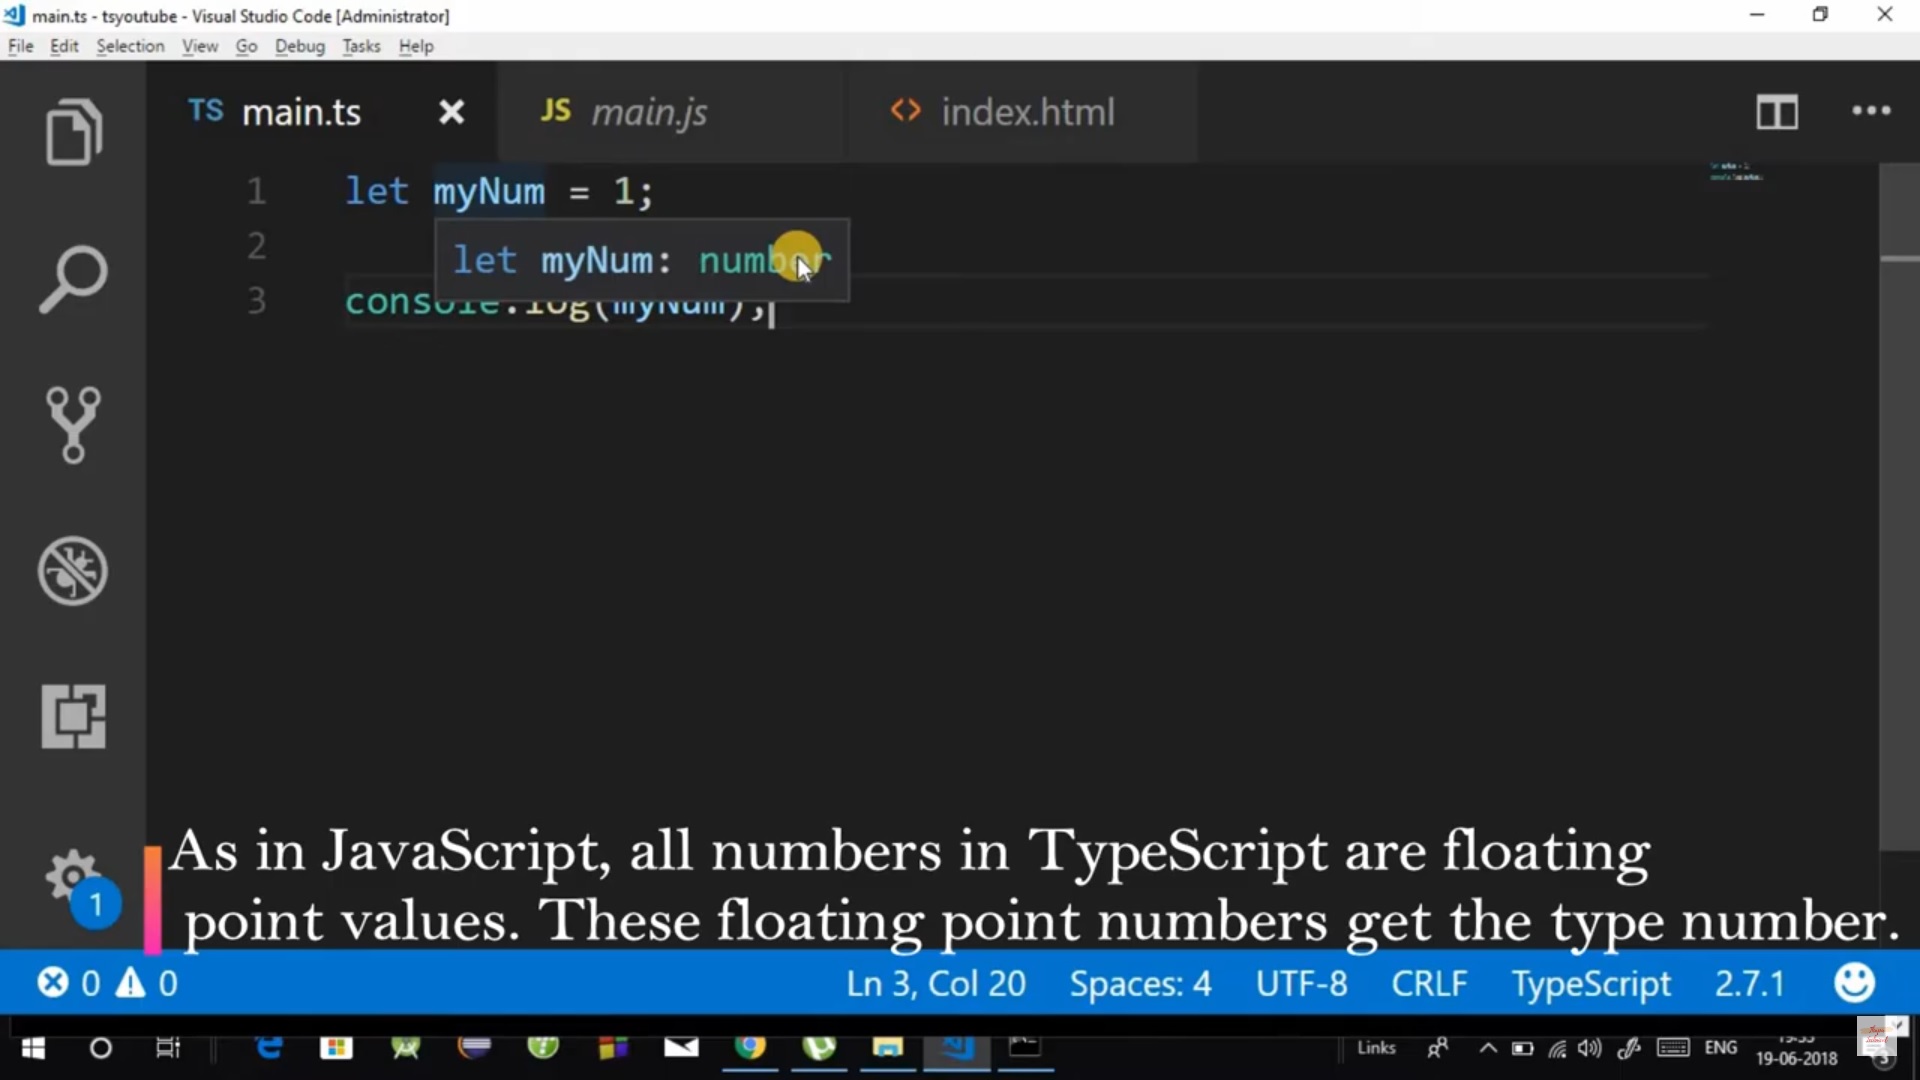 main.ts - tsyoutube - Visual Studio Code [Administrator]
File Edit Selection View Go Debug Tasks Help
TS main.ts JS main.js <> index.html
1 let myNum = 1;
2
let myNum: number
3 console.log(myNum);
As in JavaScript, all numbers in TypeScript are floating
point values. These floating point numbers get the type number.
1
0 0 Ln 3, Col 20 Spaces: 4 UTF-8 CRLF TypeScript 2.7.1
Links ENG
19-06-2018
3